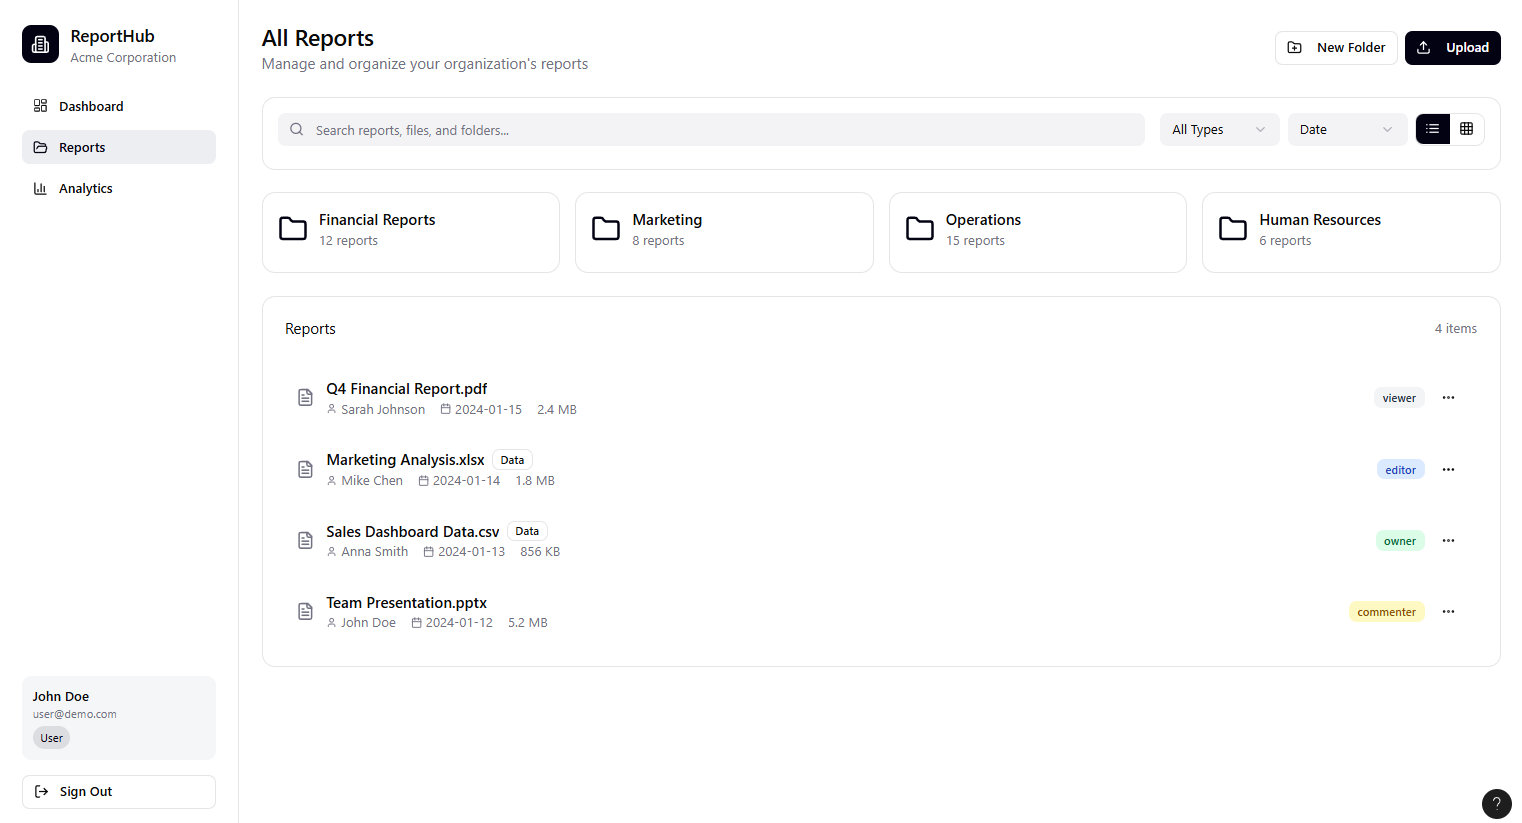 ReportHub
Acme Corporation
Dashboard
Reports
Analytics
John Doe
user@demo.com
User
Sign Out
All Reports
Manage and organize your organization's reports
New Folder
Upload
Search reports, files, and folders...
All Types
Date
Financial Reports
12 reports
Marketing
8 reports
Operations
15 reports
Human Resources
6 reports
Reports
4 items
Q4 Financial Report.pdf
Sarah Johnson 2024-01-15 2.4 MB
viewer
Marketing Analysis.xlsx Data
Mike Chen 2024-01-14 1.8 MB
editor
Sales Dashboard Data.csv Data
Anna Smith 2024-01-13 856 KB
owner
Team Presentation.pptx
John Doe 2024-01-12 5.2 MB
commenter
?